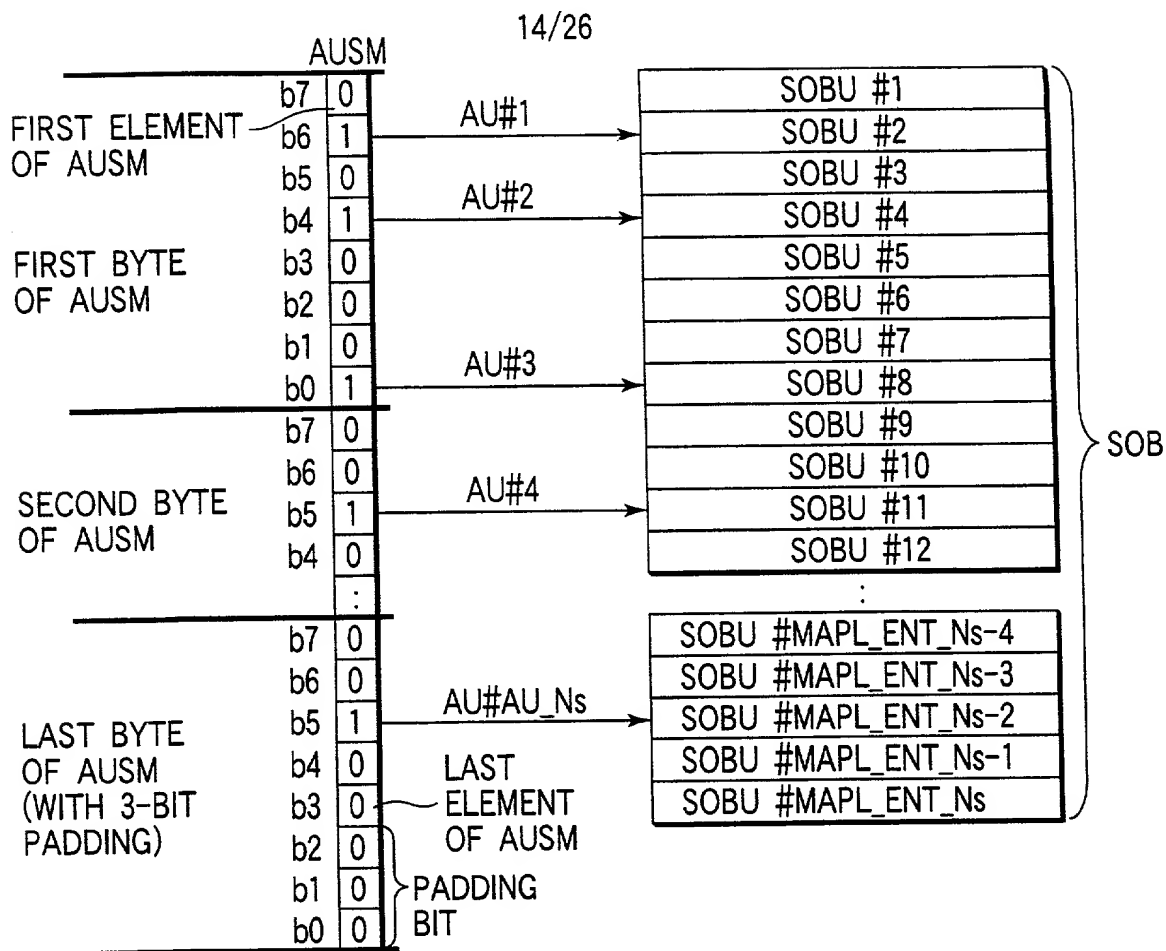 14/26
AUSM
b7 0
FIRST ELEMENT
OF AUSM
b6 1
b5 0
b4 1
FIRST BYTE
OF AUSM
b3 0
b2 0
b1 0
b0 1
SECOND BYTE
OF AUSM
b7 0
b6 0
b5 1
b4 0
:
LAST BYTE
OF AUSM
(WITH 3-BIT
PADDING)
b7 0
b6 0
b5 1
b4 0
b3 0
b2 0
b1 0
b0 0
LAST
ELEMENT
OF AUSM
PADDING
BIT
AU#1
AU#2
AU#3
AU#4
AU#AU_Ns
SOBU #1
SOBU #2
SOBU #3
SOBU #4
SOBU #5
SOBU #6
SOBU #7
SOBU #8
SOBU #9
SOBU #10
SOBU #11
SOBU #12
:
SOBU #MAPL_ENT_Ns-4
SOBU #MAPL_ENT_Ns-3
SOBU #MAPL_ENT_Ns-2
SOBU #MAPL_ENT_Ns-1
SOBU #MAPL_ENT_Ns
SOB